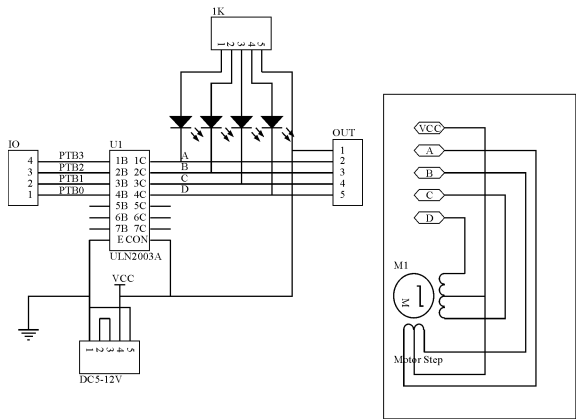 1K
1 2 3 4 5
IO
4 PTB3
3 PTB2
2 PTB1
1 PTB0
U1
1B 1C A
2B 2C B
3B 3C C
4B 4C D
5B 5C
6B 6C
7B 7C
E CON
ULN2003A
OUT
1
2
3
4
5
VCC
1 2 3 4 5
DC5-12V
VCC
A
B
C
D
M1
M
Motor Step